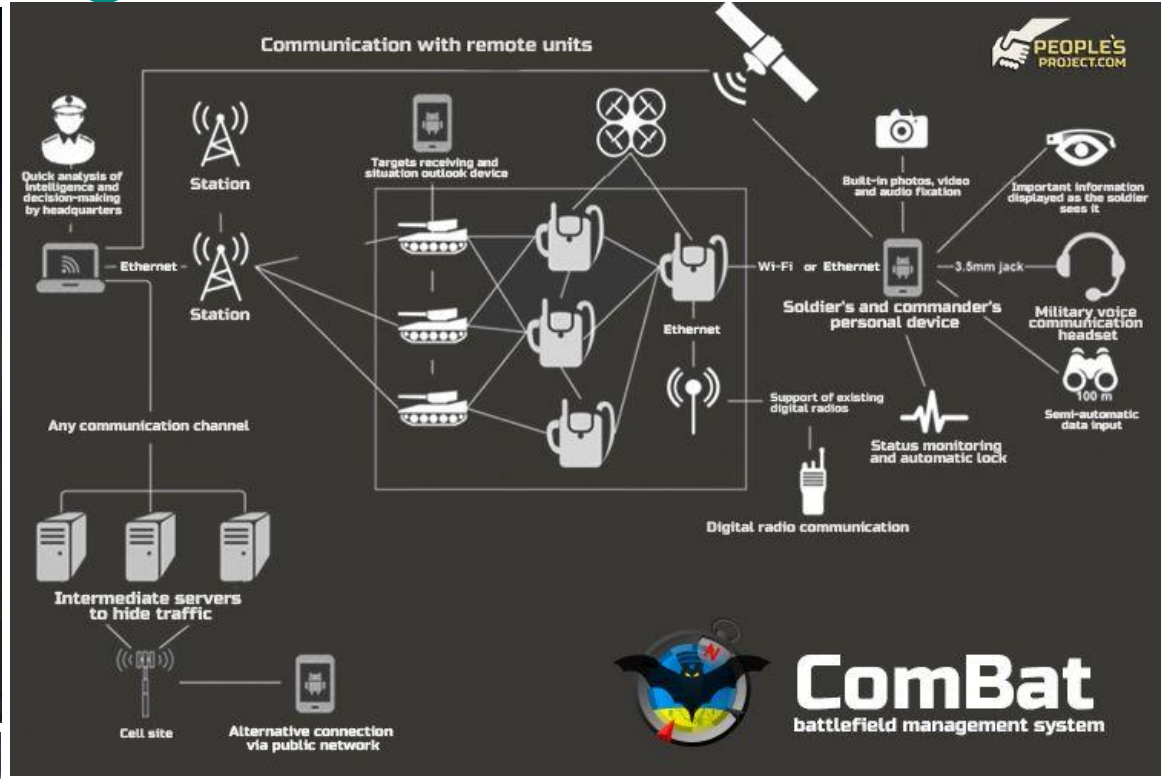 Communication with remote units
PEOPLE'S
PROJECT.COM
Quick analysis of
intelligence and
decision-making
by headquarters
Station
Targets receiving and
situation outlook device
Built-in photos, video
and audio fixation
Important information
displayed as the soldier
sees it
Ethernet
Station
Wi-Fi or Ethernet
3.5mm jack
Soldier's and commander's
personal device
Military voice
communication
headset
Ethernet
100 m
Semi-automatic
data input
Support of existing
digital radios
Status monitoring
and automatic lock
Any communication channel
Digital radio communication
Intermediate servers
to hide traffic
Cell site
Alternative connection
via public network
N
ComBat
battlefield management system